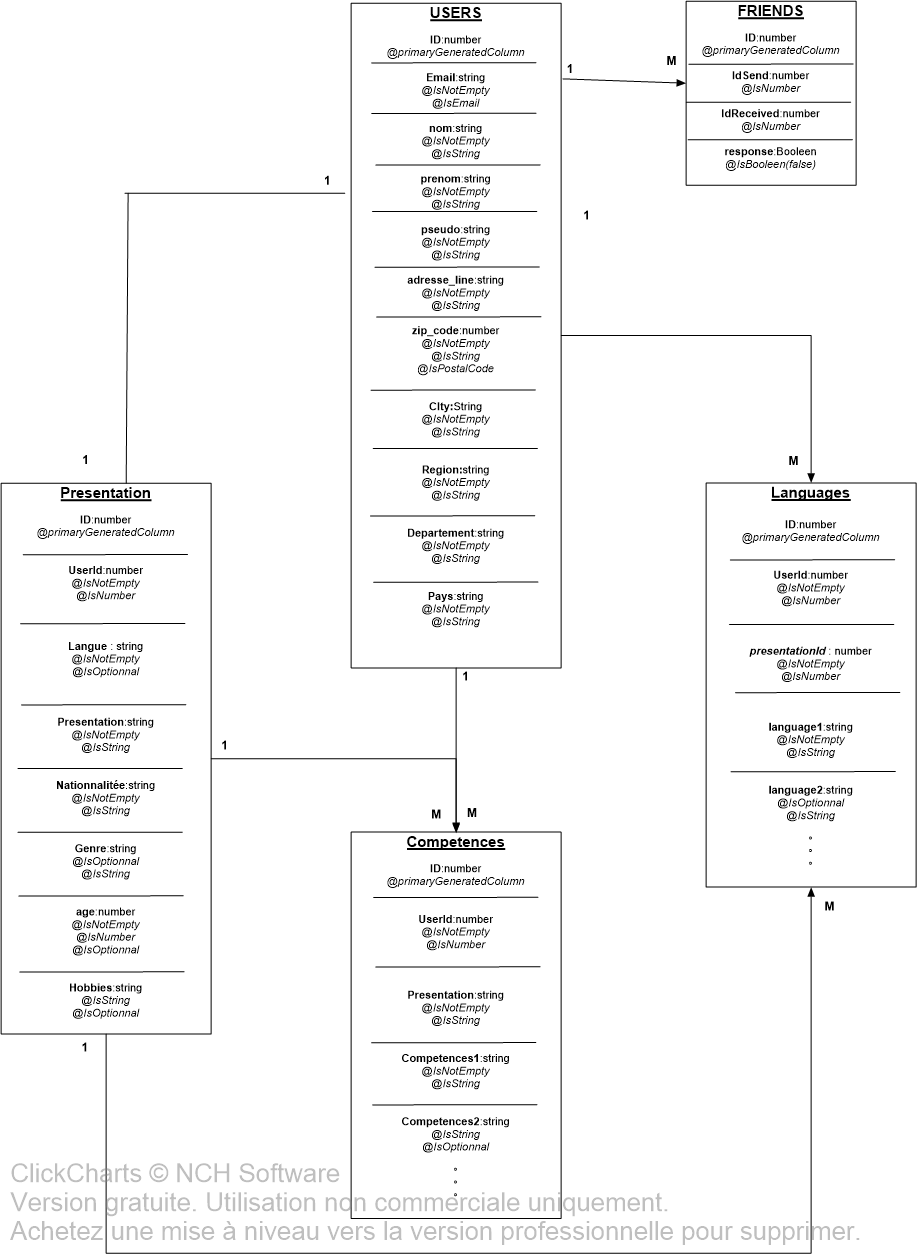 USERS
ID:number
@primaryGeneratedColumn
Email:string
@IsNotEmpty
@IsEmail
nom:string
@IsNotEmpty
@IsString
prenom:string
@IsNotEmpty
@IsString
pseudo:string
@IsNotEmpty
@IsString
adresse_line:string
@IsNotEmpty
@IsString
zip_code:number
@IsNotEmpty
@IsString
@IsPostalCode
CIty:String
@IsNotEmpty
@IsString
Region:string
@IsNotEmpty
@IsString
Departement:string
@IsNotEmpty
@IsString
Pays:string
@IsNotEmpty
@IsString
1
M
FRIENDS
ID:number
@primaryGeneratedColumn
IdSend:number
@IsNumber
IdReceived:number
@IsNumber
response:Booleen
@IsBooleen(false)
1
1
1
M
Presentation
ID:number
@primaryGeneratedColumn
UserId:number
@IsNotEmpty
@IsNumber
Langue : string
@IsNotEmpty
@IsOptionnal
Presentation:string
@IsNotEmpty
@IsString
Nationnalitée:string
@IsNotEmpty
@IsString
Genre:string
@IsOptionnal
@IsString
age:number
@IsNotEmpty
@IsNumber
@IsOptionnal
Hobbies:string
@IsString
@IsOptionnal
Languages
ID:number
@primaryGeneratedColumn
UserId:number
@IsNotEmpty
@IsNumber
presentationId : number
@IsNotEmpty
@IsNumber
language1:string
@IsNotEmpty
@IsString
language2:string
@IsOptionnal
@IsString
1
1
M
M
Competences
ID:number
@primaryGeneratedColumn
UserId:number
@IsNotEmpty
@IsNumber
Presentation:string
@IsNotEmpty
@IsString
Competences1:string
@IsNotEmpty
@IsString
Competences2:string
@IsString
@IsOptionnal
M
1
ClickCharts © NCH Software
Version gratuite. Utilisation non commerciale uniquement.
Achetez une mise à niveau vers la version professionnelle pour supprimer.